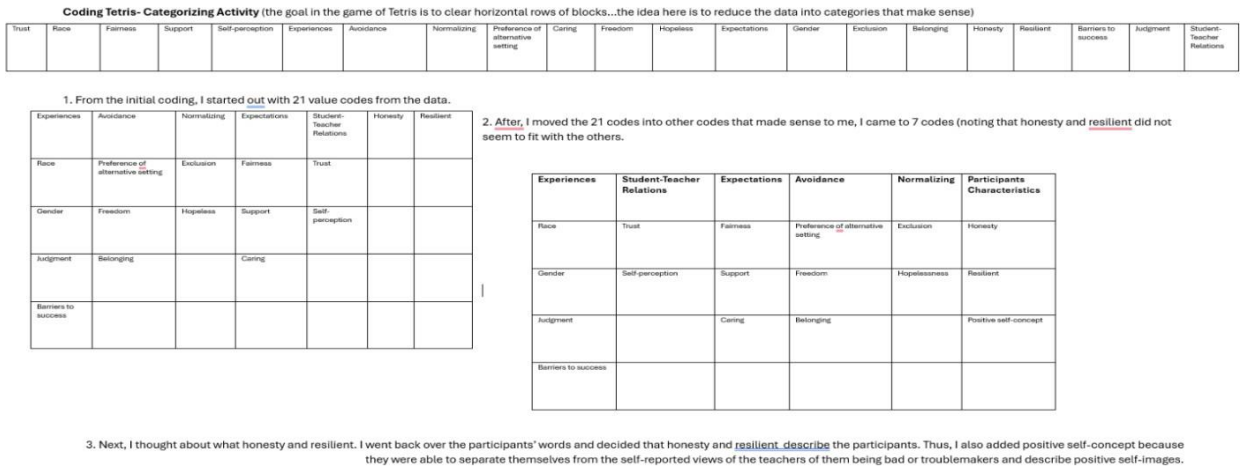 Coding Tetris- Categorizing Activity (the goal in the game of Tetris is to clear horizontal rows of blocks...the idea here is to reduce the data into categories that make sense)
Trust Race Fairness Support Self-perception Experiences Avoidance Normalizing Preference of alternative setting Caring Freedom Hopeless Expectations Gender Exclusion Belonging Honesty Resilient Barriers to success Judgment Student-Teacher Relations
1. From the initial coding, I started out with 21 value codes from the data.
Experiences Avoidance Normalizing Expectations Student-Teacher Relations Honesty Resilient
Race Preference of alternative setting Exclusion Fairness Trust
Gender Freedom Hopeless Support Self-perception
Judgment Belonging Caring
Barriers to success
2. After, I moved the 21 codes into other codes that made sense to me, I came to 7 codes (noting that honesty and resilient did not
seem to fit with the others.
Experiences Student-Teacher Relations Expectations Avoidance Normalizing Participants Characteristics
Race Trust Fairness Preference of alternative setting Exclusion Honesty
Gender Self-perception Support Freedom Hopelessness Resilient
Judgment Caring Belonging Positive self-concept
Barriers to success
3. Next, I thought about what honesty and resilient. I went back over the participants' words and decided that honesty and resilient describe the participants. Thus, I also added positive self-concept because
they were able to separate themselves from the self-reported views of the teachers of them being bad or troublemakers and describe positive self-images.